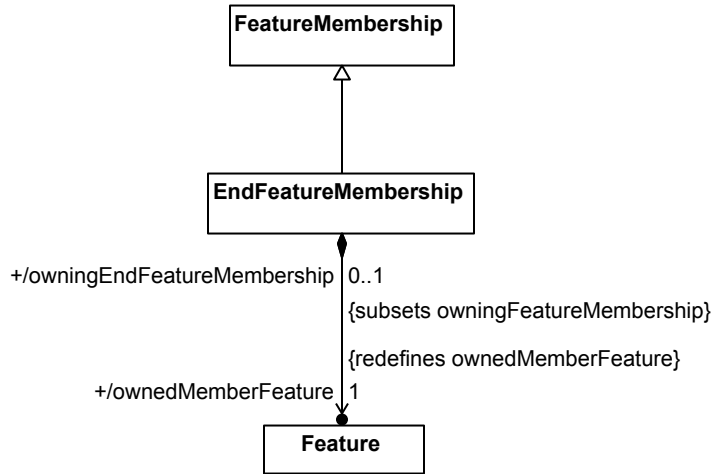 FeatureMembership
EndFeatureMembership
+/owningEndFeatureMembership 0..1
{subsets owningFeatureMembership}
{redefines ownedMemberFeature}
+/ownedMemberFeature 1
Feature